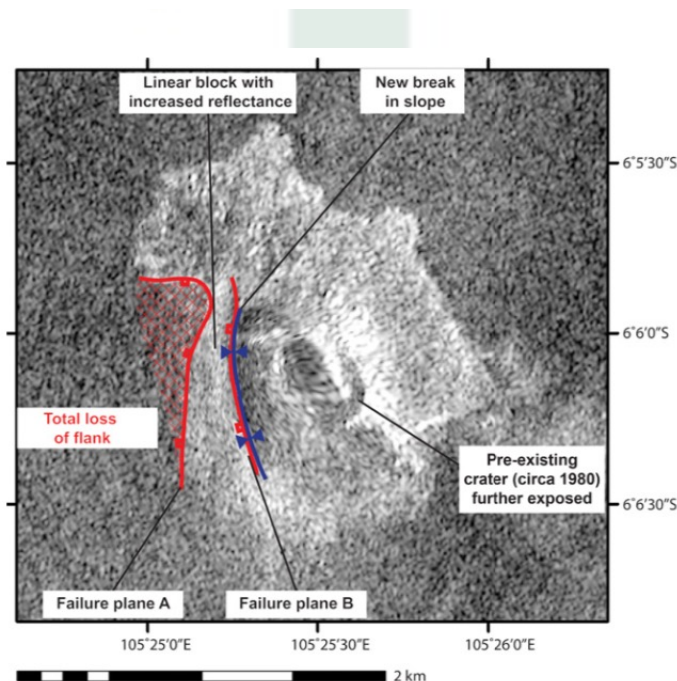 Linear block with
increased reflectance
New break
in slope
6°5'30"S
6°6'0"S
Total loss
of flank
Pre-existing
crater (circa 1980)
further exposed
6°6'30"S
Failure plane A
Failure plane B
105°25'0"E
105°25'30"E
105°26'0"E
2 km